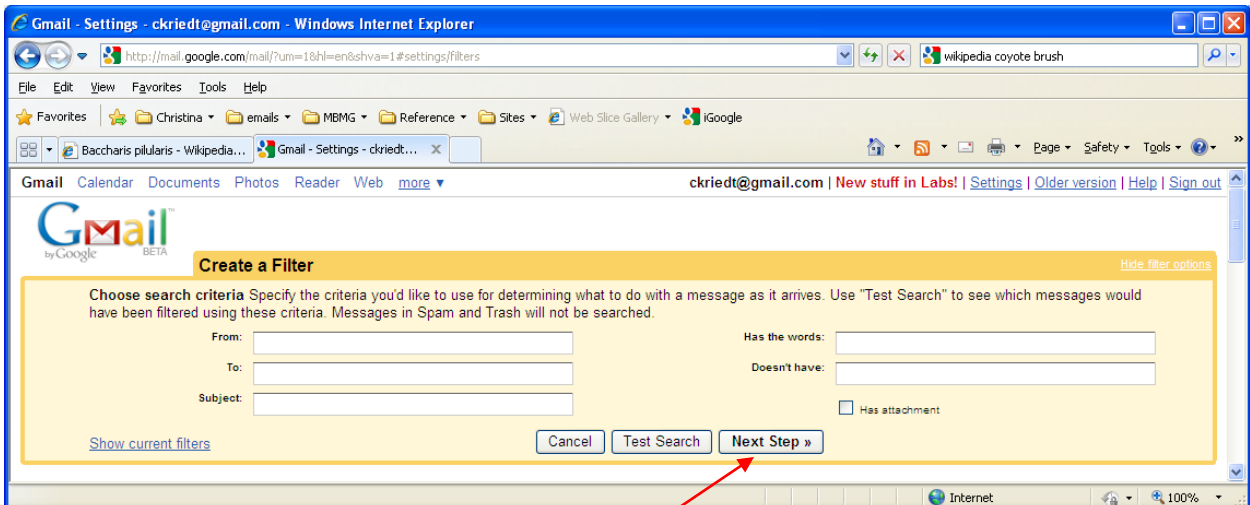 Gmail - Settings - ckriedt@gmail.com - Windows Internet Explorer
http://mail.google.com/mail/?um=1&hl=en&shva=1#settings/filters
wikipedia coyote brush
File Edit View Favorites Tools Help
Favorites Christina emails MBMG Reference Sites Web Slice Gallery iGoogle
Baccharis pilularis - Wikipedia... Gmail - Settings - ckriedt... X Page Safety Tools »
Gmail Calendar Documents Photos Reader Web more ▼ ckriedt@gmail.com | New stuff in Labs! | Settings | Older version | Help | Sign out
Gmail™
by Google BETA
Create a Filter Hide filter options
Choose search criteria Specify the criteria you'd like to use for determining what to do with a message as it arrives. Use "Test Search" to see which messages would
have been filtered using these criteria. Messages in Spam and Trash will not be searched.
From: Has the words:
To: Doesn't have:
Subject: Has attachment
Show current filters Cancel Test Search Next Step »
Internet 100%